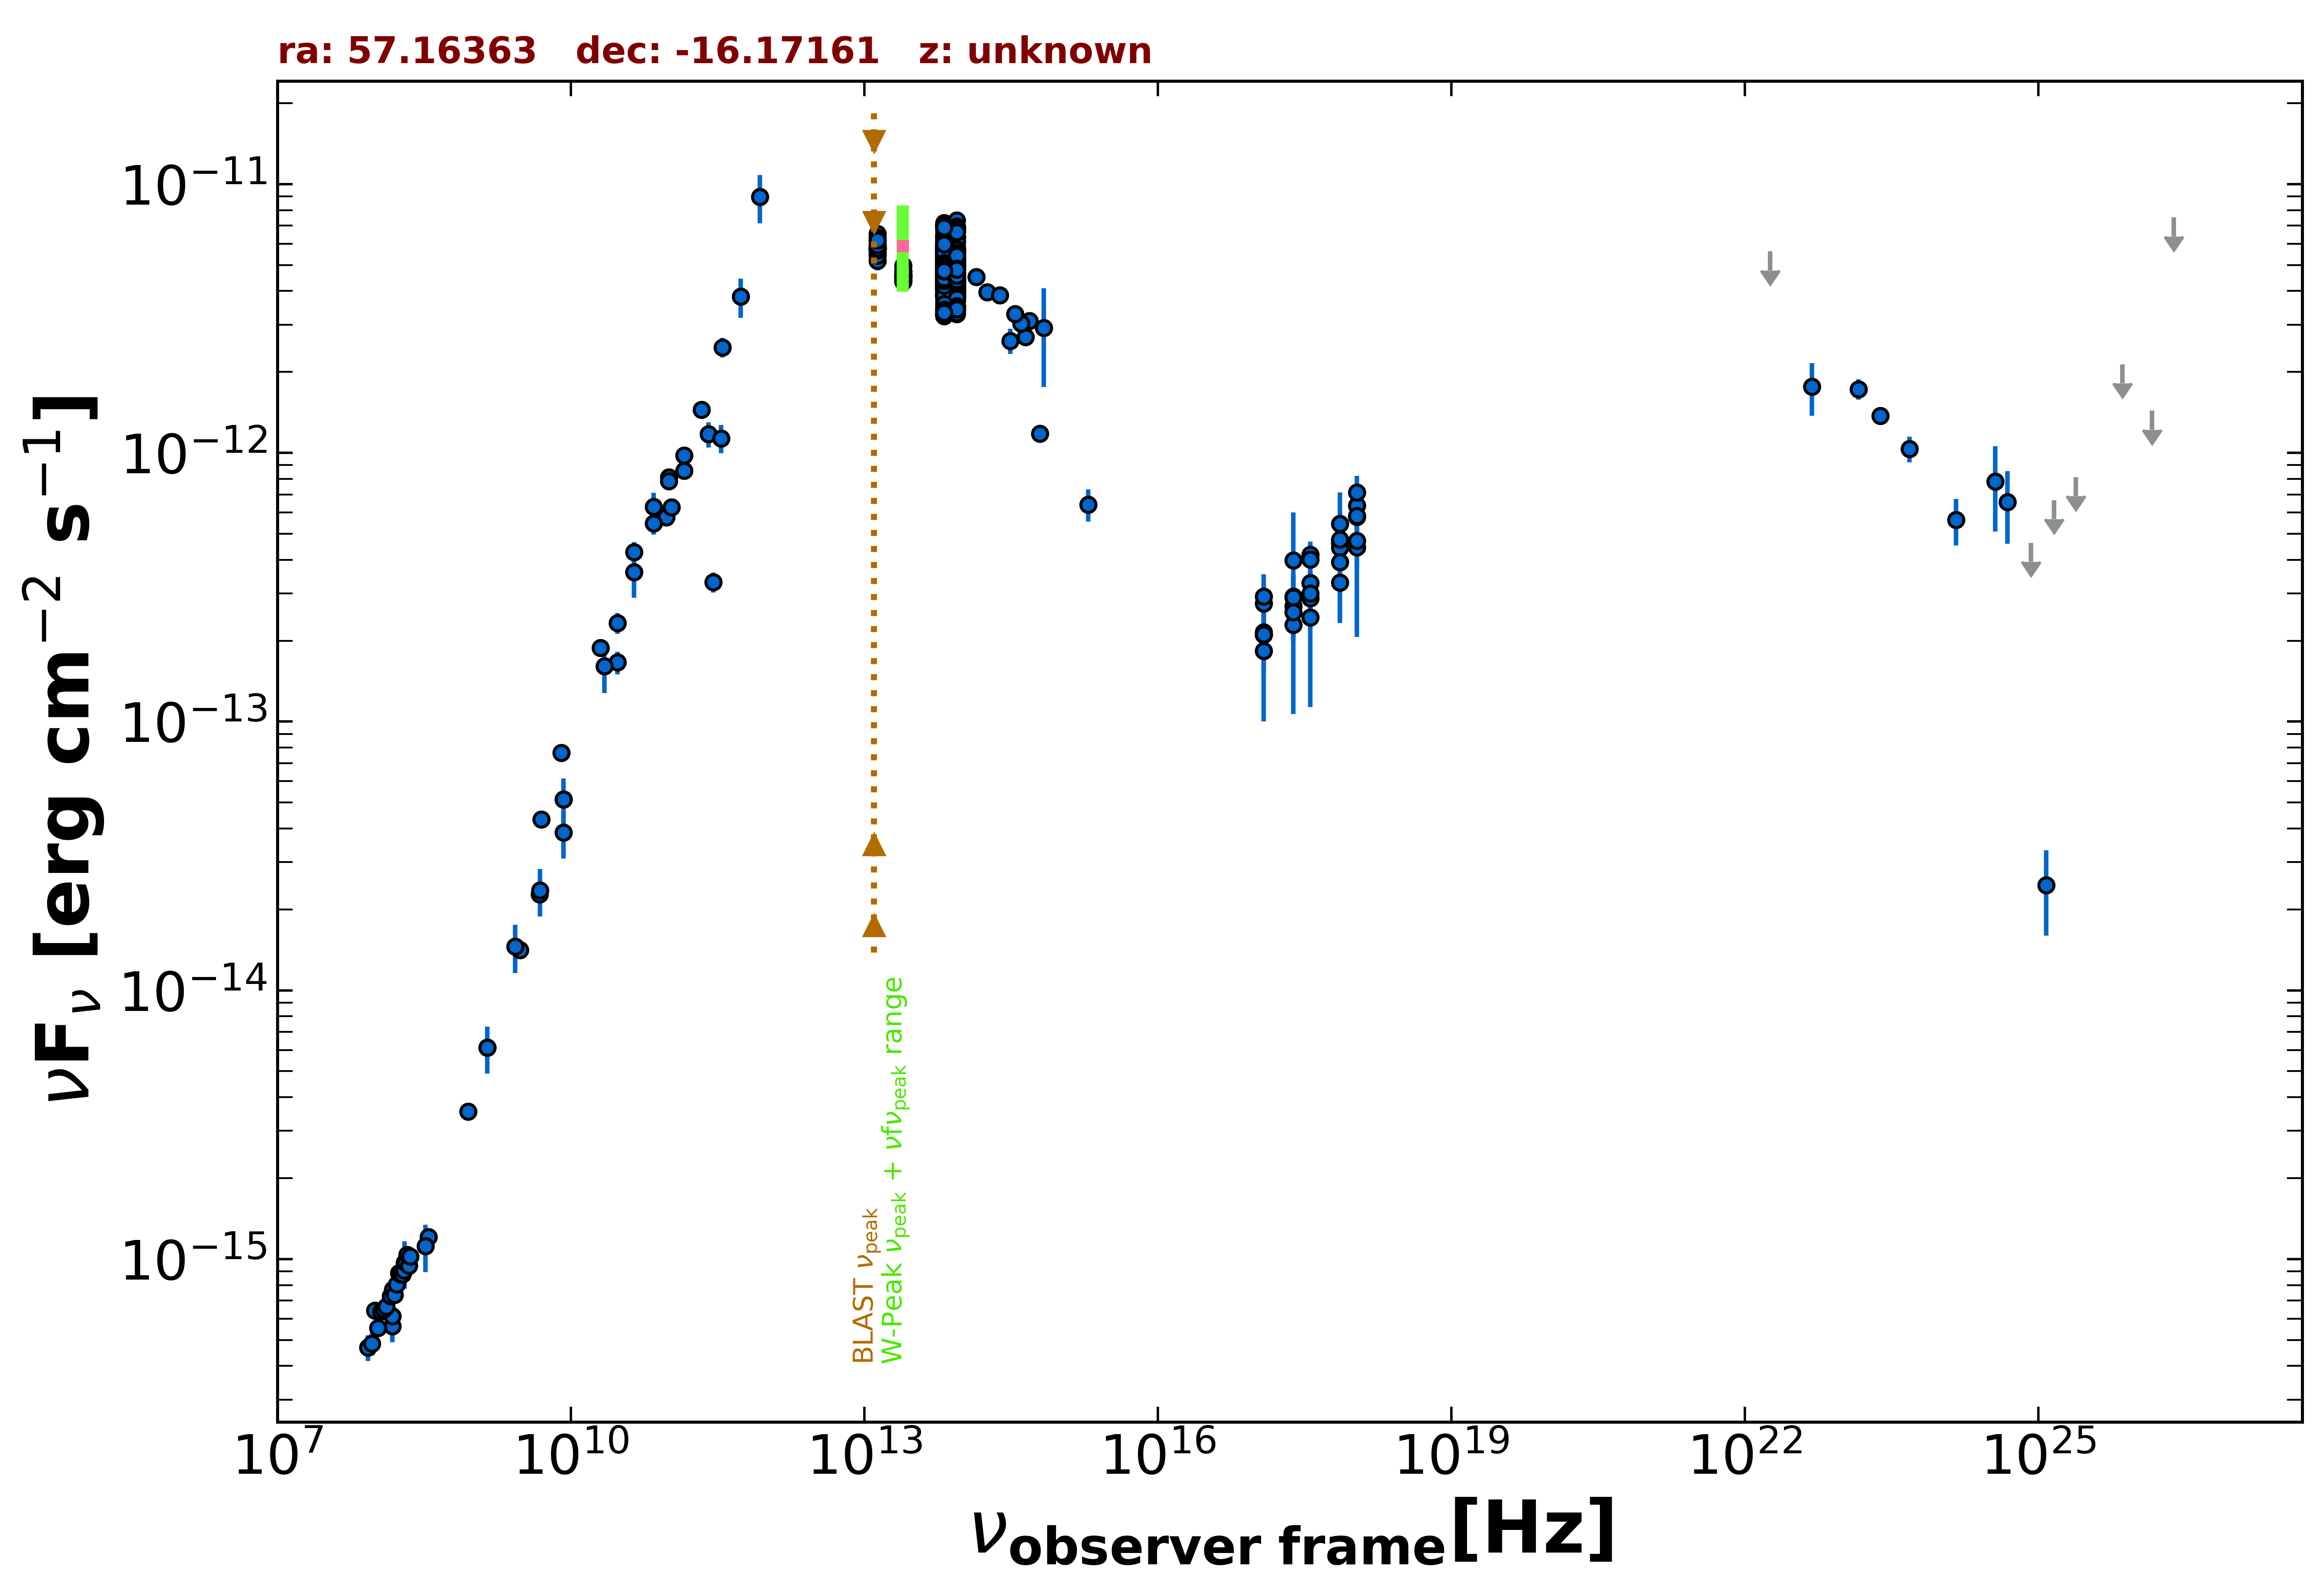 ra: 57.16363   dec: -16.17161   z: unknown
νFν [erg cm⁻² s⁻¹]
10⁻¹¹
10⁻¹²
10⁻¹³
10⁻¹⁴
10⁻¹⁵
BLAST νpeak
W-Peak νpeak + νfνpeak range
10⁷ 10¹⁰ 10¹³ 10¹⁶ 10¹⁹ 10²² 10²⁵
νobserver frame[Hz]